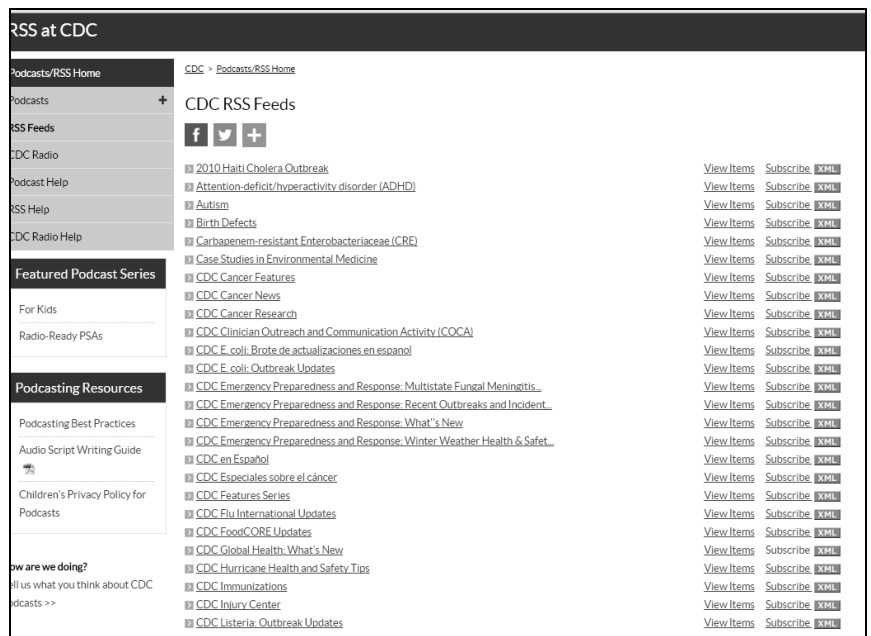 RSS at CDC
Podcasts/RSS Home
Podcasts +
RSS Feeds
CDC Radio
Podcast Help
RSS Help
CDC Radio Help
Featured Podcast Series
For Kids
Radio-Ready PSAs
Podcasting Resources
Podcasting Best Practices
Audio Script Writing Guide
Children's Privacy Policy for
Podcasts
ow are we doing?
ell us what you think about CDC
odcasts >>
CDC > Podcasts/RSS Home
CDC RSS Feeds
2010 Haiti Cholera Outbreak View Items Subscribe XML
Attention-deficit/hyperactivity disorder (ADHD) View Items Subscribe XML
Autism View Items Subscribe XML
Birth Defects View Items Subscribe XML
Carbapenem-resistant Enterobacteriaceae (CRE) View Items Subscribe XML
Case Studies in Environmental Medicine View Items Subscribe XML
CDC Cancer Features View Items Subscribe XML
CDC Cancer News View Items Subscribe XML
CDC Cancer Research View Items Subscribe XML
CDC Clinician Outreach and Communication Activity (COCA) View Items Subscribe XML
CDC E. coli: Brote de actualizaciones en espanol View Items Subscribe XML
CDC E. coli: Outbreak Updates View Items Subscribe XML
CDC Emergency Preparedness and Response: Multistate Fungal Meningitis... View Items Subscribe XML
CDC Emergency Preparedness and Response: Recent Outbreaks and Incident... View Items Subscribe XML
CDC Emergency Preparedness and Response: What''s New View Items Subscribe XML
CDC Emergency Preparedness and Response: Winter Weather Health & Safet... View Items Subscribe XML
CDC en Español View Items Subscribe XML
CDC Especiales sobre el cáncer View Items Subscribe XML
CDC Features Series View Items Subscribe XML
CDC Flu International Updates View Items Subscribe XML
CDC FoodCORE Updates View Items Subscribe XML
CDC Global Health: What's New View Items Subscribe XML
CDC Hurricane Health and Safety Tips View Items Subscribe XML
CDC Immunizations View Items Subscribe XML
CDC Injury Center View Items Subscribe XML
CDC Listeria: Outbreak Updates View Items Subscribe XML